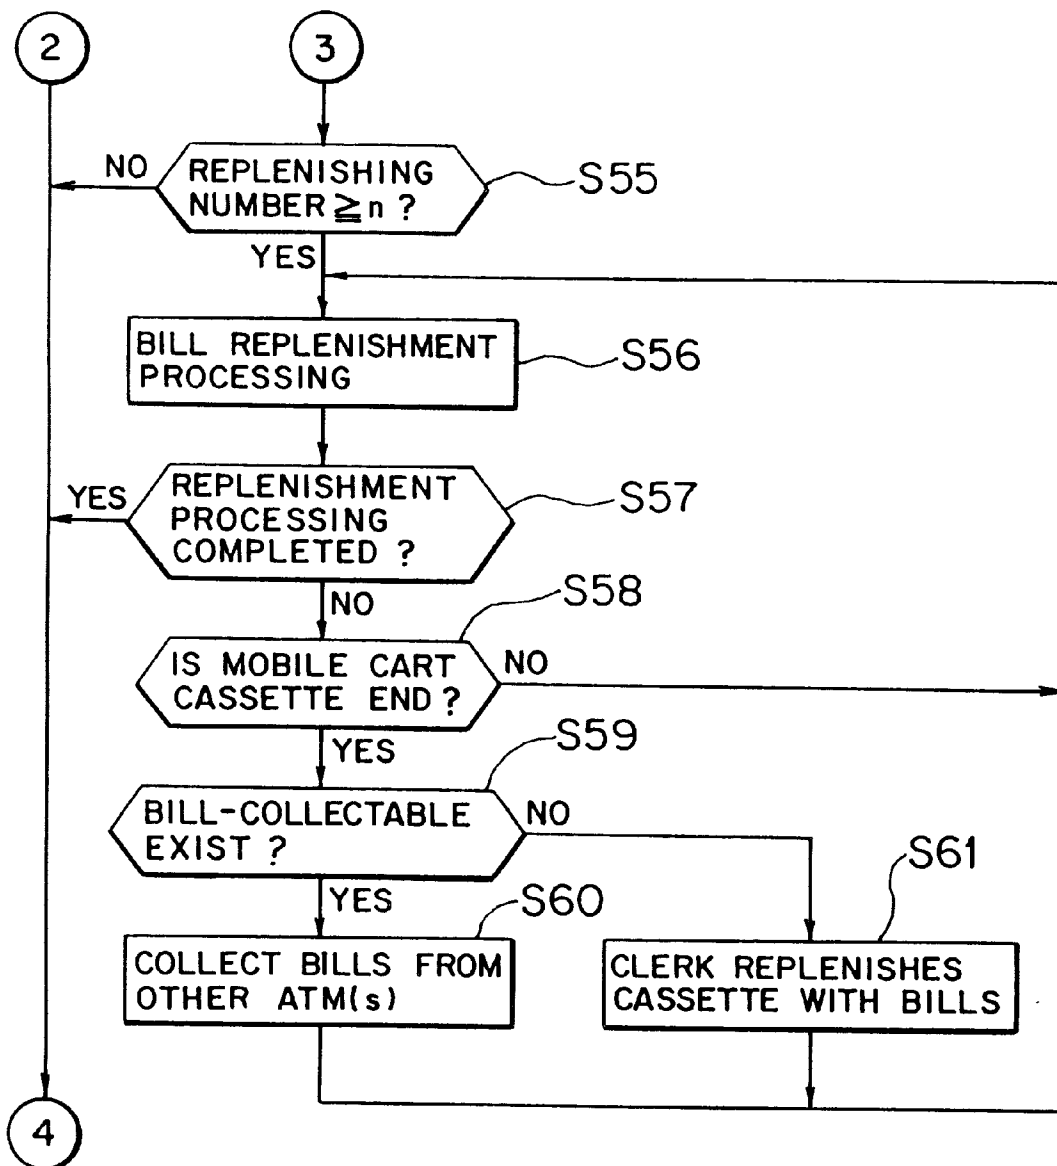 2
3
NO
REPLENISHING
NUMBER ≧ n ?
S55
YES
BILL REPLENISHMENT
PROCESSING
S56
YES
REPLENISHMENT
PROCESSING
COMPLETED ?
S57
NO
S58
IS MOBILE CART
CASSETTE END ?
NO
YES
S59
BILL-COLLECTABLE
EXIST ?
NO
YES
S60
S61
COLLECT BILLS FROM
OTHER ATM(s)
CLERK REPLENISHES
CASSETTE WITH BILLS
4